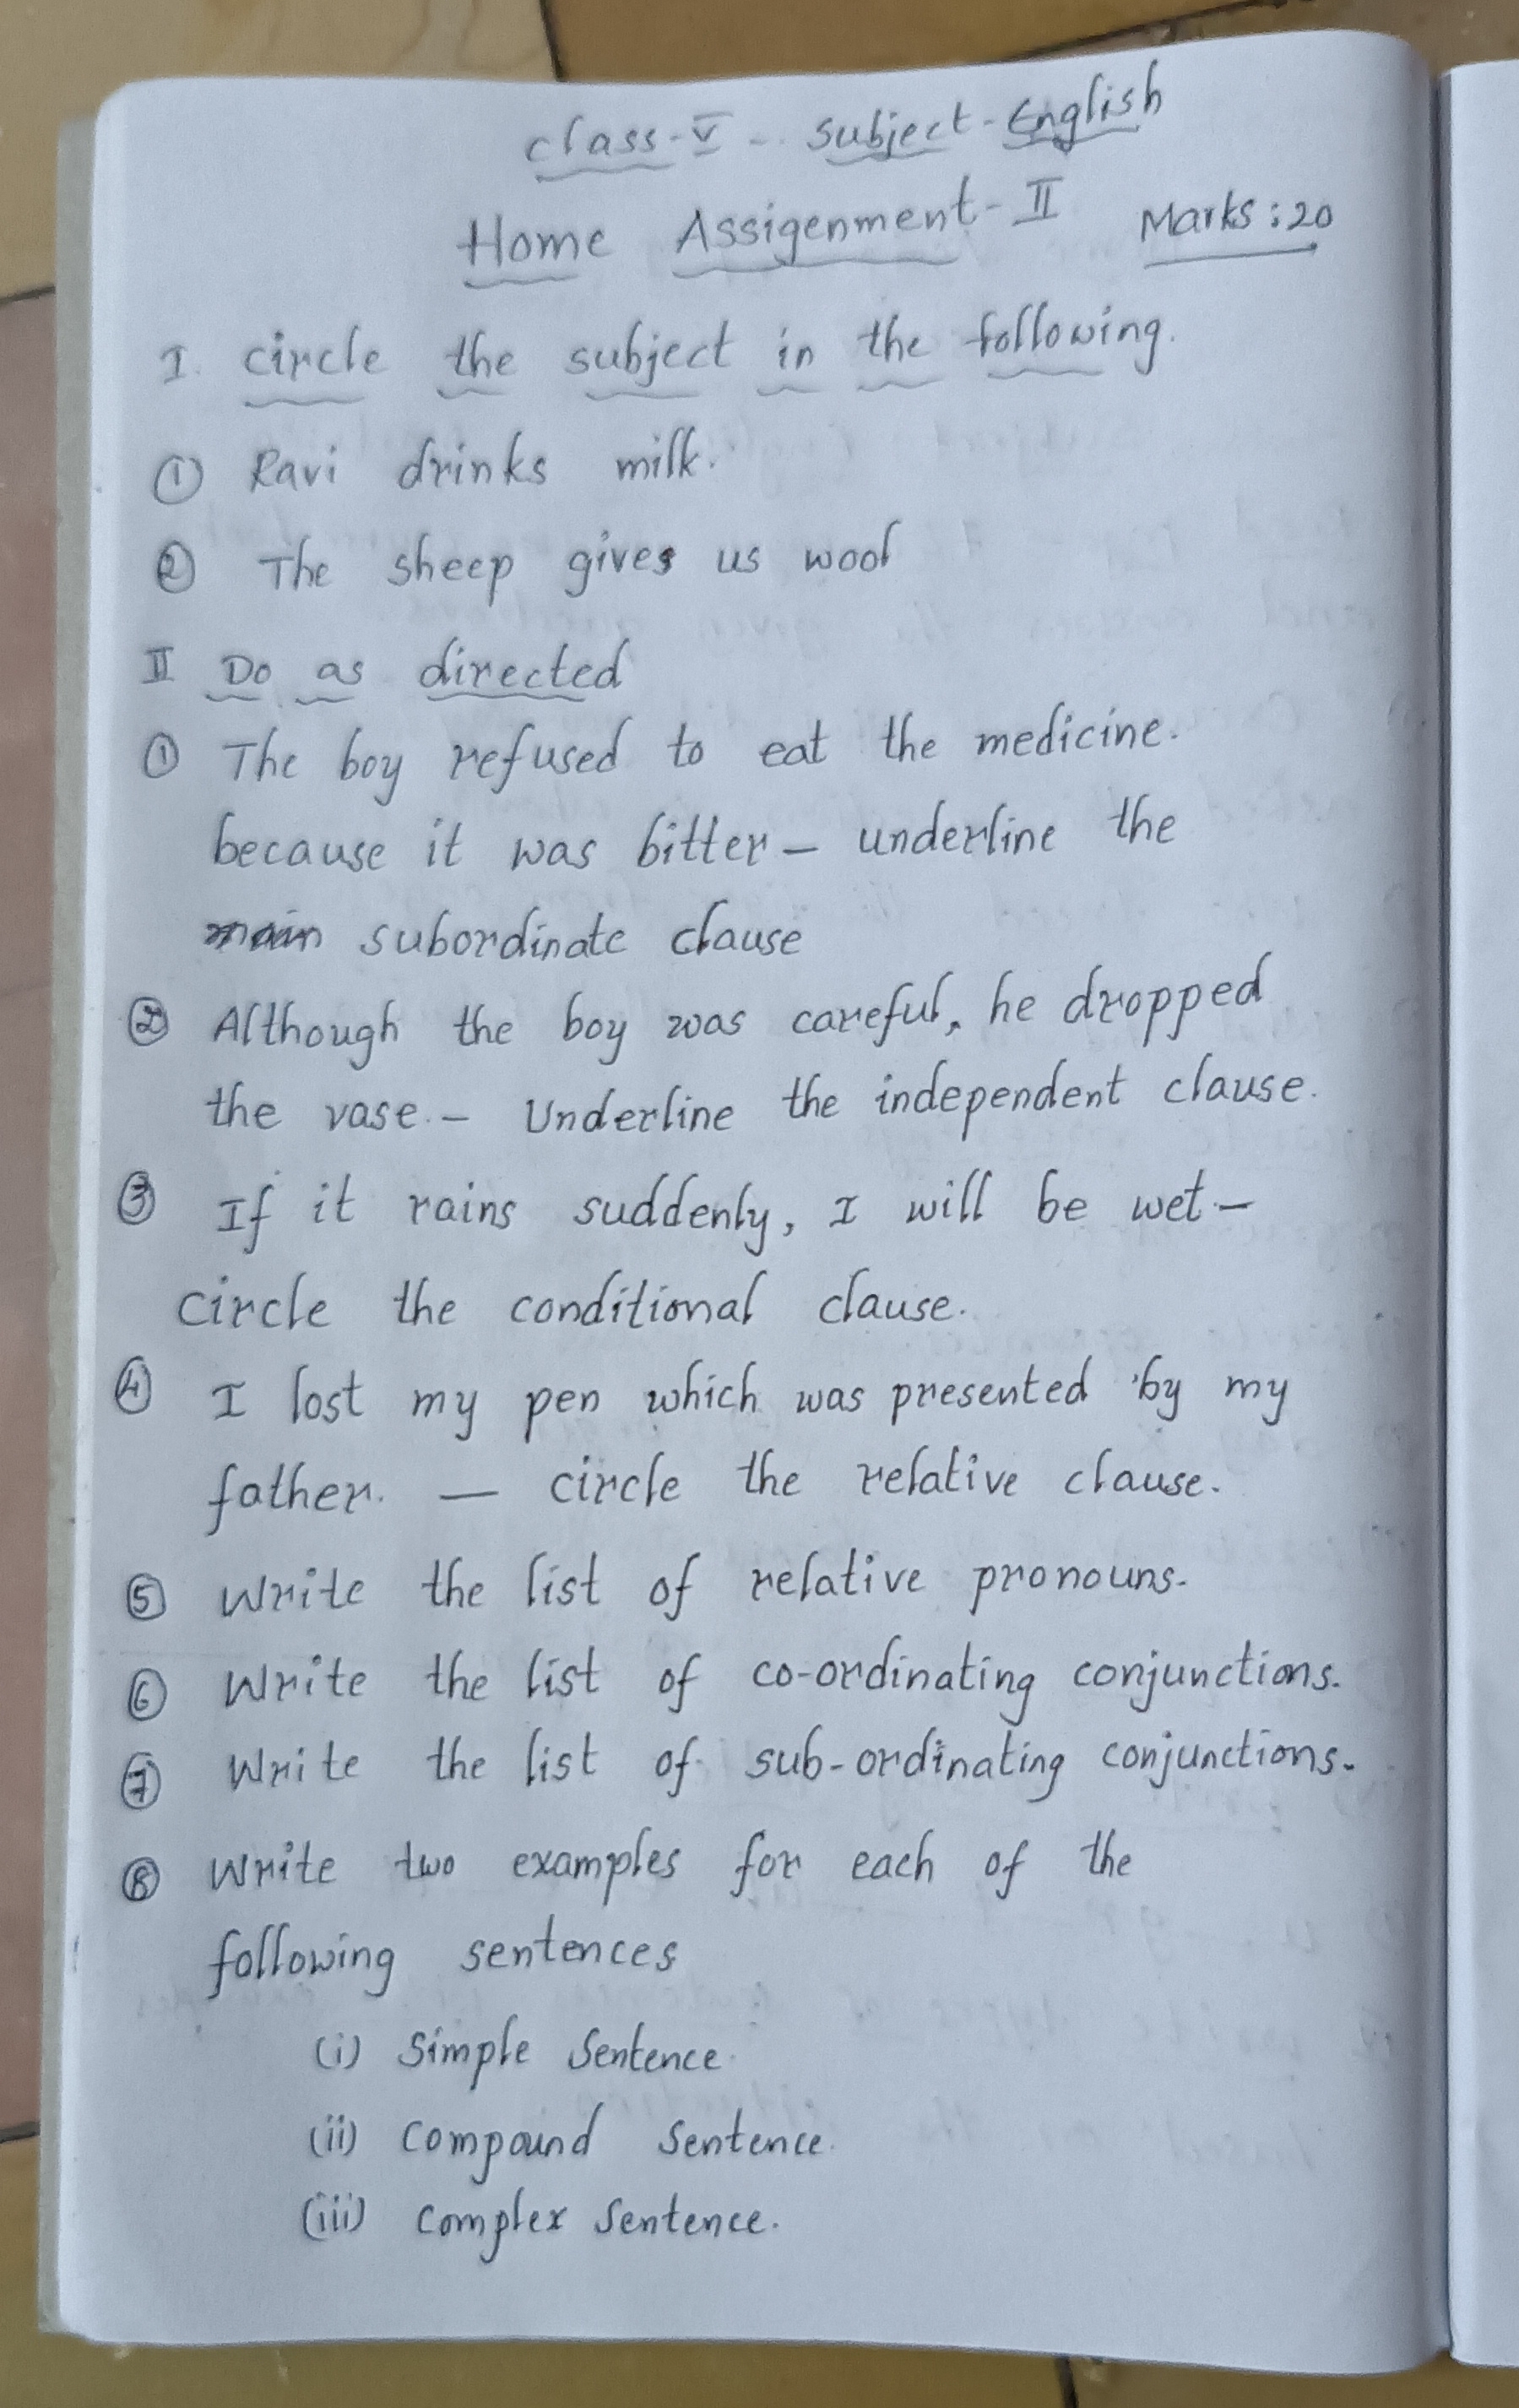 Class-V -. Subject-English
Home Assigenment-II Marks:20
I. circle the subject in the following.
① Ravi drinks milk.
② The sheep gives us wool
II Do as directed
① The boy refused to eat the medicine.
because it was bitter – underline the
main subordinate clause
② Although the boy was careful, he dropped
the vase. – Underline the independent clause.
③ If it rains suddenly, I will be wet –
circle the conditional clause.
④ I lost my pen which was presented by my
father. — circle the relative clause.
⑤ Write the list of relative pronouns.
⑥ Write the list of co-ordinating conjunctions.
⑦ Write the list of sub-ordinating conjunctions.
⑧ Write two examples for each of the
following sentences
(i) Simple Sentence.
(ii) Compound Sentence.
(iii) Complex Sentence.